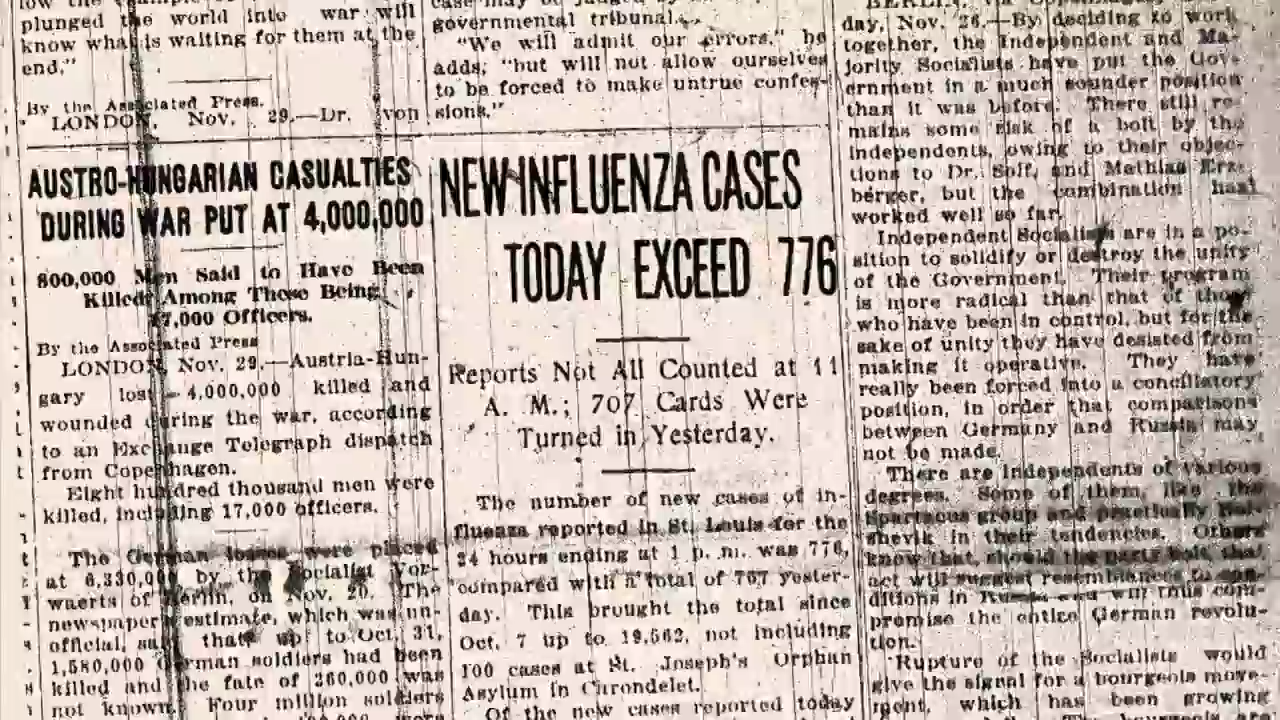 plunged the world into war will
know what is waiting for them at the
end."
By the Associated Press.
LONDON, Nov. 29.—Dr. von
AUSTRO-HUNGARIAN CASUALTIES
DURING WAR PUT AT 4,000,000
800,000 Men Said to Have Been
Killed, Among These Being
17,000 Officers.
By the Associated Press
LONDON, Nov. 29.—Austria-Hun-
gary lost 4,000,000 killed and
wounded during the war, according
to an Exchange Telegraph dispatch
from Copenhagen.
Eight hundred thousand men were
killed, including 17,000 officers.
The German losses were placed
at by the Socialist Vor-
waerts of Berlin, on Nov. 20. The
newspaper estimate, which was un-
official, that up to Oct. 31,
1,580,000 German soldiers had been
killed and the fate of 260,000 was
not known. Four million soldiers
governmental tribunal.
"We will admit our errors," he
adds; "but will not allow ourselves
to be forced to make untrue confes-
sions."
NEW INFLUENZA CASES
TODAY EXCEED 776
Reports Not All Counted at 11
A. M.; 707 Cards Were
Turned in Yesterday.
The number of new cases of in-
fluenza reported in St. Louis for the
24 hours ending at 1 p. m. was 776,
compared with a total of 707 yester-
day. This brought the total since
Oct. 7 up to 19,562, not including
100 cases at St. Joseph's Orphan
Asylum in
Of the new cases reported today
BERLIN, via
day, Nov. 26.—By deciding to work
together, the Independent and Ma-
jority Socialists have put the Gov-
ernment in a much sounder position
than it was before. There still re-
mains some risk of a bolt by the
Independents, owing to their objec-
tions to Dr. Solf, and Mathias Erz-
berger, but the combination has
worked well so far.
Independent Socialists are in a po-
sition to solidify or destroy the unity
of the Government. Their program
is more radical than that of those
who have been in control, but for the
sake of unity they have desisted from
making it operative. They have
really been forced into a conciliatory
position, in order that comparisons
between Germany and Russia may
not be made.
There are Independents of various
degrees. Some of them, like the
Spartacus group and practically Bol-
shevik in their tendencies. Others
know that, should the party bolt, that
act will suggest resemblances to con-
ditions in Russia and will thus com-
promise the entire German revolu-
tion.
Rupture of the Socialists would
give the signal for a bourgeois move-
ment, which has been growing